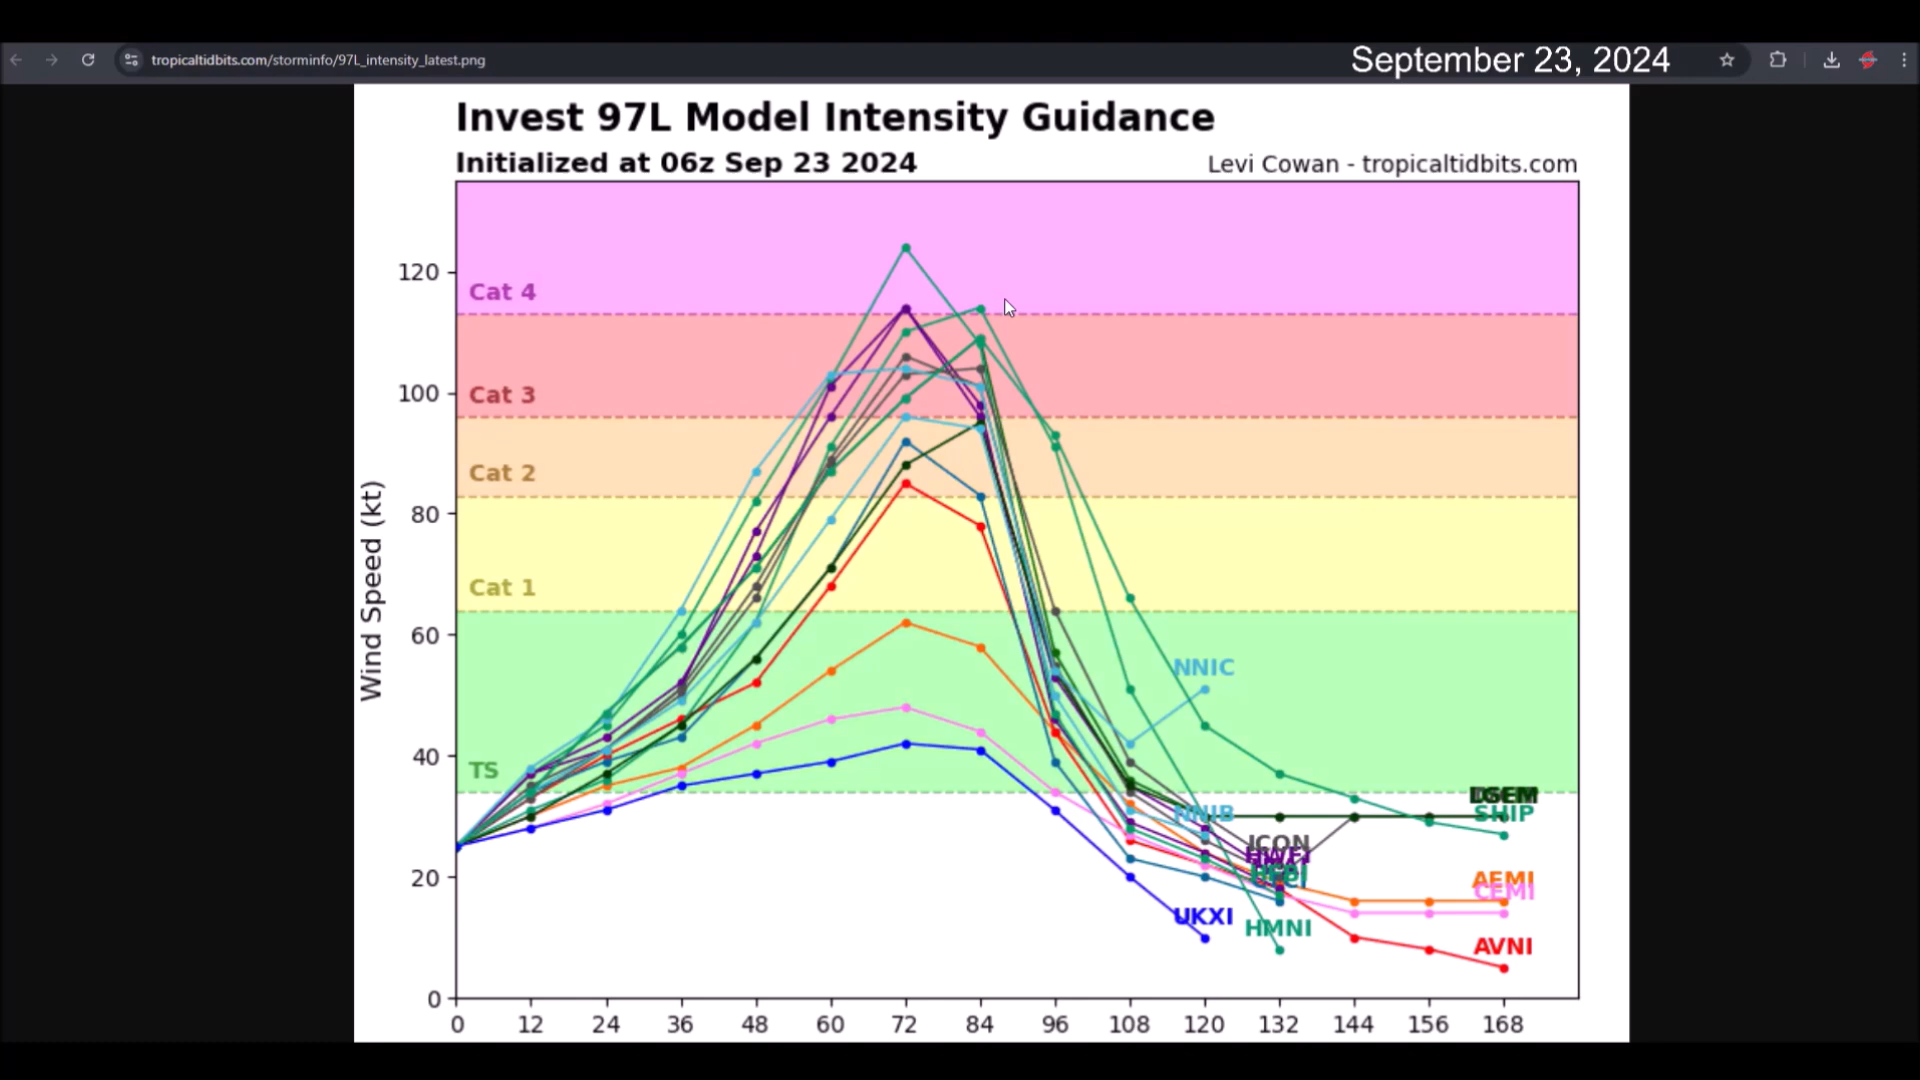 tropicaltidbits.com/storminfo/97L_intensity_latest.png
September 23, 2024
Invest 97L Model Intensity Guidance
Initialized at 06z Sep 23 2024
Levi Cowan - tropicaltidbits.com
Wind Speed (kt)
120
100
80
60
40
20
0
Cat 4
Cat 3
Cat 2
Cat 1
TS
NNIC
NNIB
ICON
HWFI
UKXI
HMNI
SHIP
AEMI
CEMI
AVNI
0 12 24 36 48 60 72 84 96 108 120 132 144 156 168